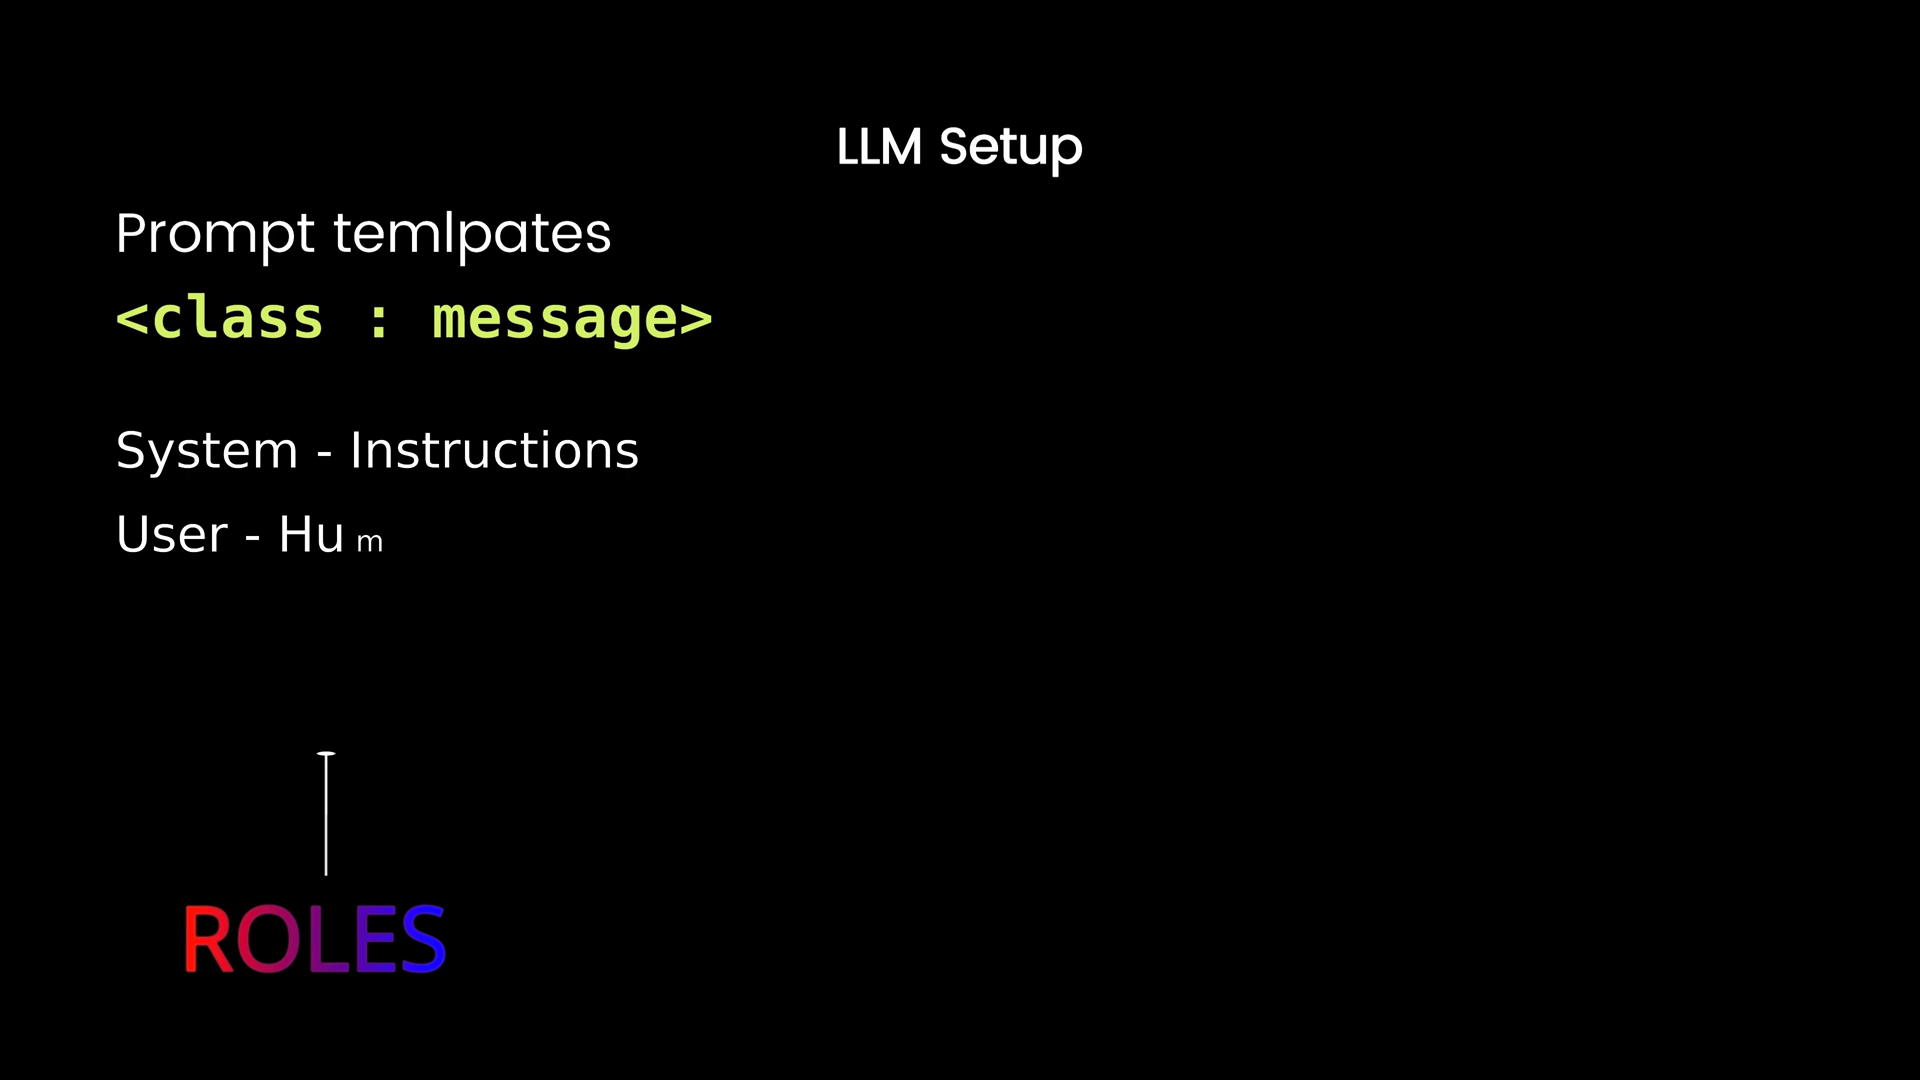 LLM Setup
Prompt temlpates
<class : message>
System - Instructions
User - Hu m
ROLES